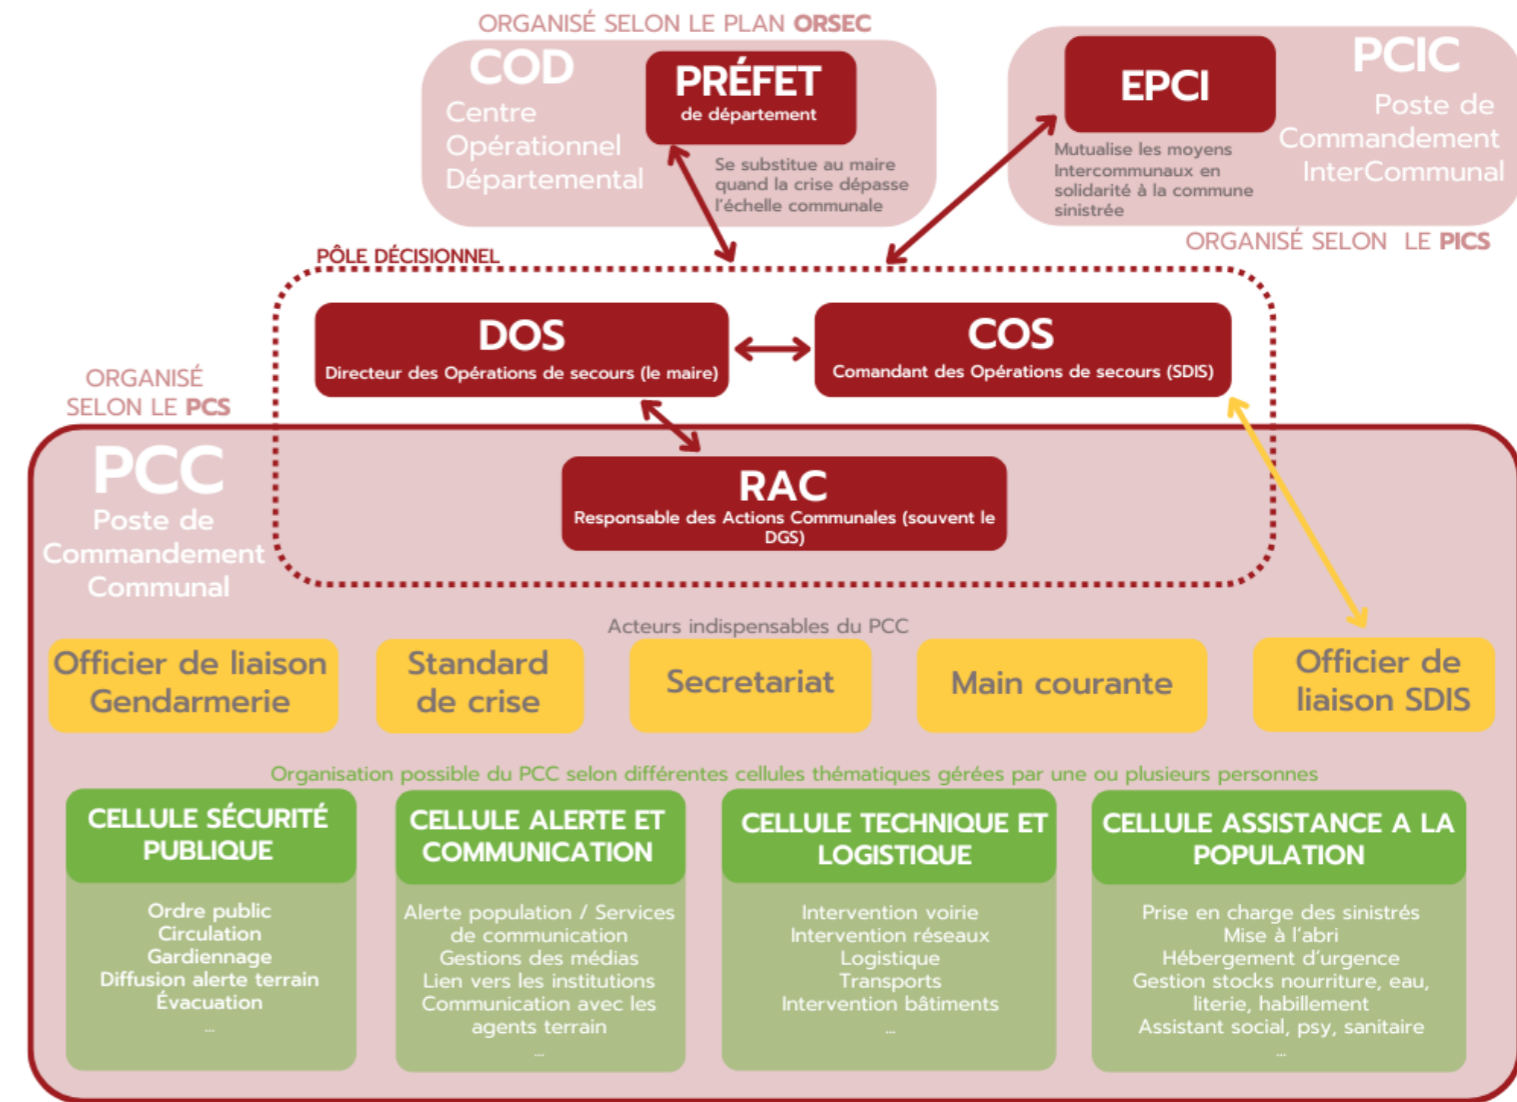 ORGANISÉ SELON LE PLAN ORSEC
COD
Centre
Opérationnel
Départemental
PRÉFET
de département
Se substitue au maire
quand la crise dépasse
l'échelle communale
EPCI
PCIC
Poste de
Commandement
InterCommunal
Mutualise les moyens
Intercommunaux en
solidarité à la commune
sinistrée
ORGANISÉ SELON LE PICS
PÔLE DÉCISIONNEL
DOS
Directeur des Opérations de secours (le maire)
COS
Comandant des Opérations de secours (SDIS)
ORGANISÉ
SELON LE PCS
PCC
Poste de
Commandement
Communal
RAC
Responsable des Actions Communales (souvent le
DGS)
Acteurs indispensables du PCC
Officier de liaison
Gendarmerie
Standard
de crise
Secretariat
Main courante
Officier de
liaison SDIS
Organisation possible du PCC selon différentes cellules thématiques gérées par une ou plusieurs personnes
CELLULE SÉCURITÉ
PUBLIQUE
Ordre public
Circulation
Gardiennage
Diffusion alerte terrain
Évacuation
...
CELLULE ALERTE ET
COMMUNICATION
Alerte population / Services
de communication
Gestions des médias
Lien vers les institutions
Communication avec les
agents terrain
...
CELLULE TECHNIQUE ET
LOGISTIQUE
Intervention voirie
Intervention réseaux
Logistique
Transports
Intervention bâtiments
...
CELLULE ASSISTANCE A LA
POPULATION
Prise en charge des sinistrés
Mise à l'abri
Hébergement d'urgence
Gestion stocks nourriture, eau,
literie, habillement
Assistant social, psy, sanitaire
...